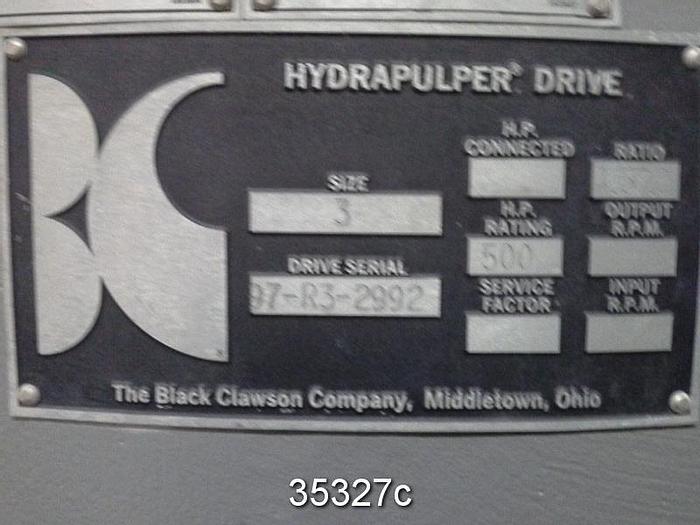 HYDRAPULPER® DRIVE
SIZE
3
DRIVE SERIAL
97-R3-2992
H.P.
CONNECTED
RATIO
H.P.
RATING
500
OUTPUT
R.P.M.
SERVICE
FACTOR
INPUT
R.P.M.
The Black Clawson Company, Middletown, Ohio
35327c